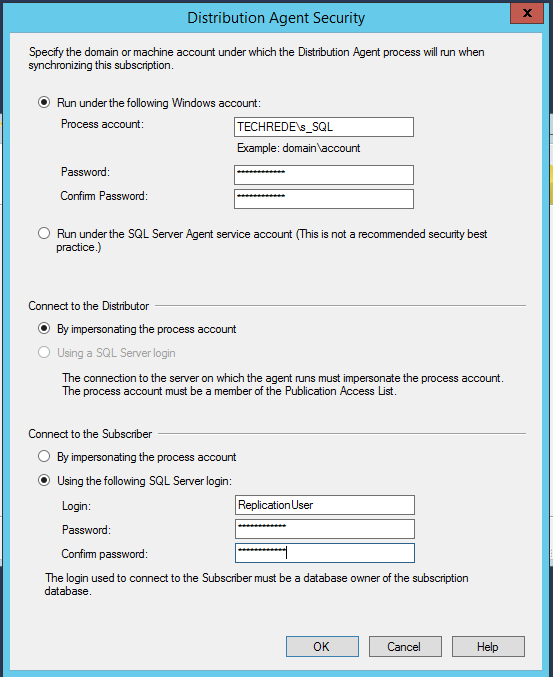 Distribution Agent Security
x
Specify the domain or machine account under which the Distribution Agent process will run when
synchronizing this subscription.
Run under the following Windows account:
Process account:
TECHREDE\s_SQL
Example: domain\account
Password:
************
Confirm Password:
************
Run under the SQL Server Agent service account (This is not a recommended security best
practice.)
Connect to the Distributor
By impersonating the process account
Using a SQL Server login
The connection to the server on which the agent runs must impersonate the process account.
The process account must be a member of the Publication Access List.
Connect to the Subscriber
By impersonating the process account
Using the following SQL Server login:
Login:
ReplicationUser
Password:
************
Confirm password:
************
The login used to connect to the Subscriber must be a database owner of the subscription
database.
OK
Cancel
Help